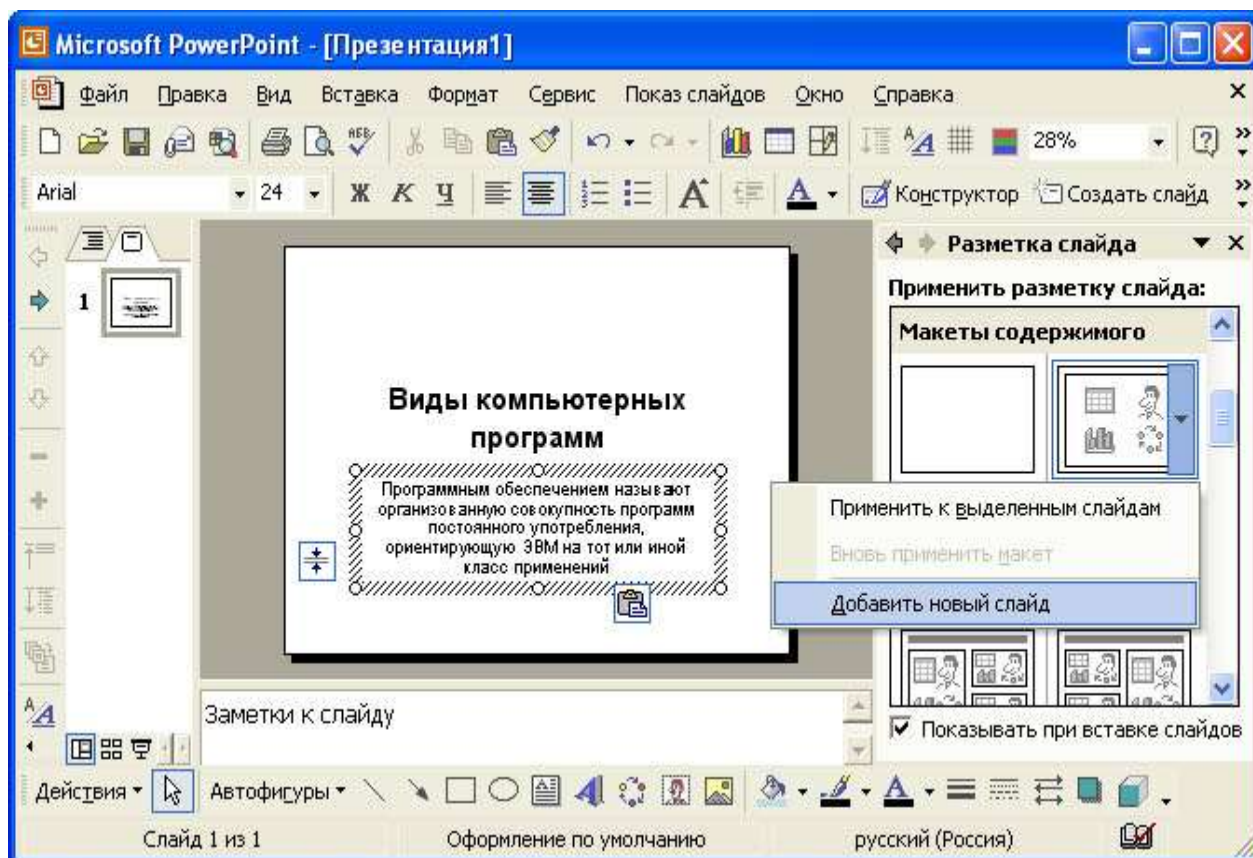 Microsoft PowerPoint - [Презентация1]
Файл Правка Вид Вставка Формат Сервис Показ слайдов Окно Справка
28%
Arial 24 Ж К Ч Конструктор Создать слайд
Разметка слайда
1
Применить разметку слайда:
Макеты содержимого
Виды компьютерных
программ
Программным обеспечением называют
организованную совокупность программ
постоянного употребления,
ориентирующую ЭВМ на тот или иной
класс применений
Применить к выделенным слайдам
Вновь применить макет
Добавить новый слайд
Заметки к слайду
Показывать при вставке слайдов
Действия Автофигуры
Слайд 1 из 1 Оформление по умолчанию русский (Россия)